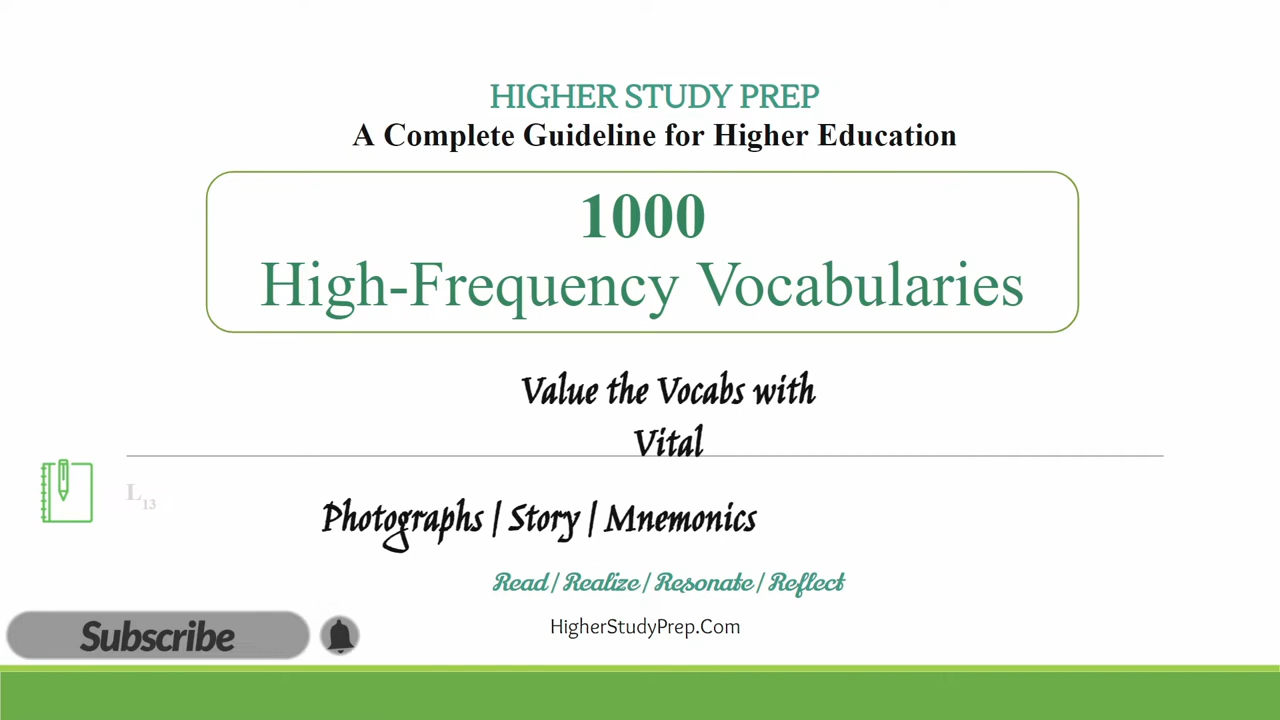 HIGHER STUDY PREP
A Complete Guideline for Higher Education
1000
High-Frequency Vocabularies
Value the Vocabs with
Vital
L13
Photographs | Story | Mnemonics
Read / Realize / Resonate / Reflect
HigherStudyPrep.Com
Subscribe